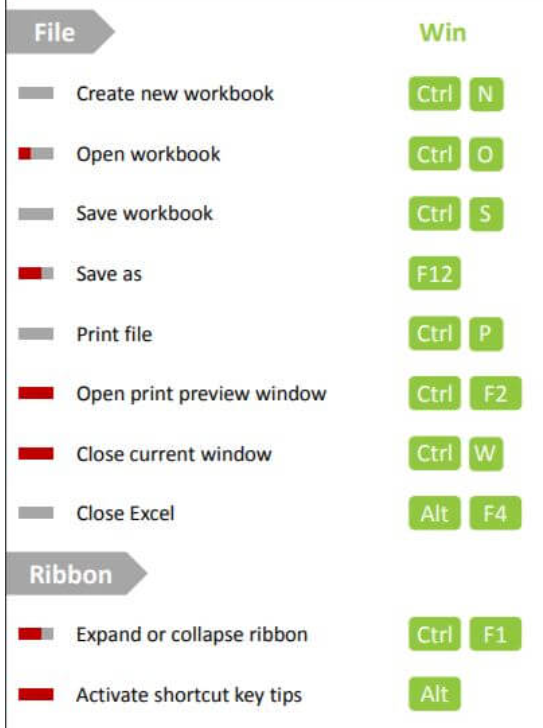 File Win
Create new workbook Ctrl N
Open workbook Ctrl O
Save workbook Ctrl S
Save as F12
Print file Ctrl P
Open print preview window Ctrl F2
Close current window Ctrl W
Close Excel Alt F4
Ribbon
Expand or collapse ribbon Ctrl F1
Activate shortcut key tips Alt